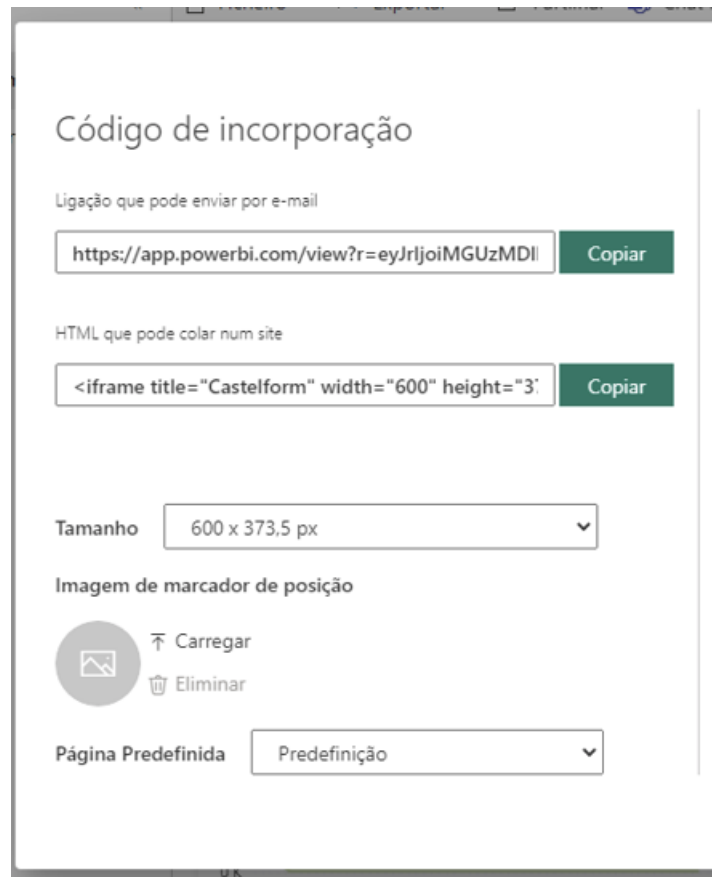 Código de incorporação
Ligação que pode enviar por e-mail
https://app.powerbi.com/view?r=eyJrIjoiMGUzMDI
Copiar
HTML que pode colar num site
<iframe title="Castelform" width="600" height="37
Copiar
Tamanho
600 x 373,5 px
Imagem de marcador de posição
Carregar
Eliminar
Página Predefinida
Predefinição